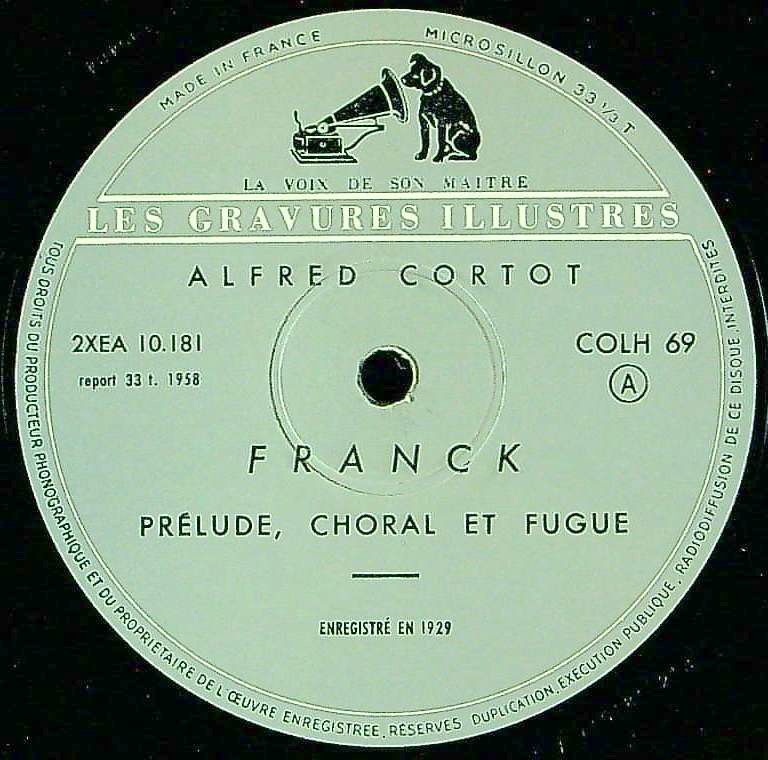 MADE IN FRANCE
MICROSILLON 33 1/3 T
LA VOIX DE SON MAITRE
LES GRAVURES ILLUSTRES
ALFRED CORTOT
2XEA 10.181
COLH 69
report 33 t. 1958
A
FRANCK
PRÉLUDE, CHORAL ET FUGUE
ENREGISTRÉ EN 1929
TOUS DROITS DU PRODUCTEUR PHONOGRAPHIQUE ET DU PROPRIETAIRE DE L'ŒUVRE ENREGISTREE, RÉSERVES DUPLICATION, EXECUTION PUBLIQUE, RADIODIFFUSION DE CE DISQUE INTERDITES